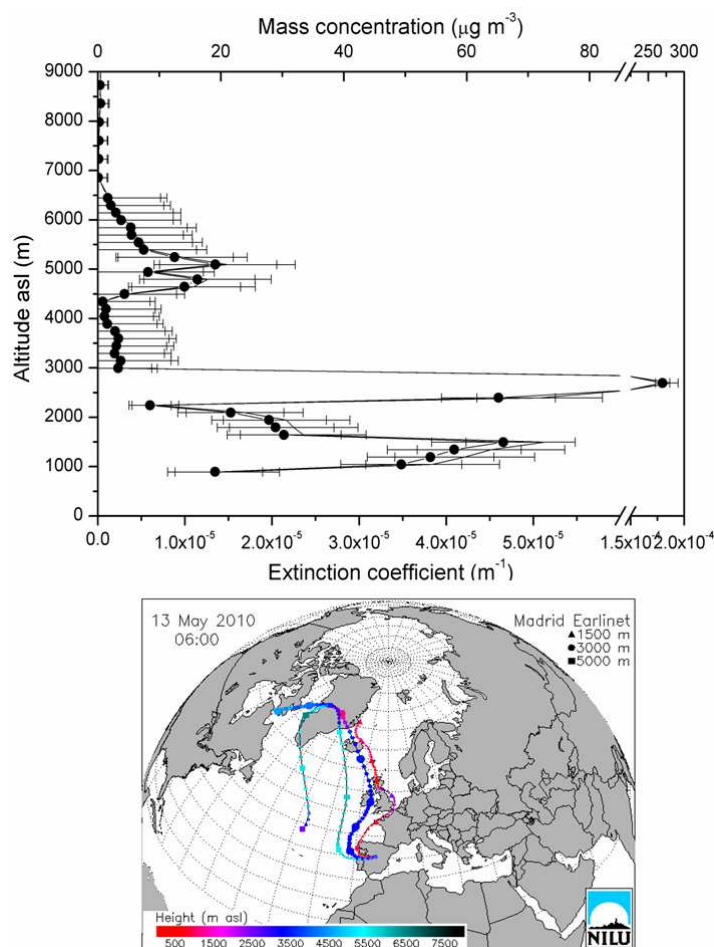 Mass concentration (μg m⁻³)
0 20 40 60 80 250 300
9000
8000
7000
6000
5000
4000
3000
2000
1000
0
Altitude asl (m)
0.0 1.0x10⁻⁵ 2.0x10⁻⁵ 3.0x10⁻⁵ 4.0x10⁻⁵ 5.0x10⁻⁵ 1.5x10⁻⁴ 2.0x10⁻⁴
Extinction coefficient (m⁻¹)
13 May 2010
06:00
Madrid Earlinet
▲ 1500 m
● 3000 m
■ 5000 m
Height (m asl)
500 1500 2500 3500 4500 5500 6500 7500
NILU